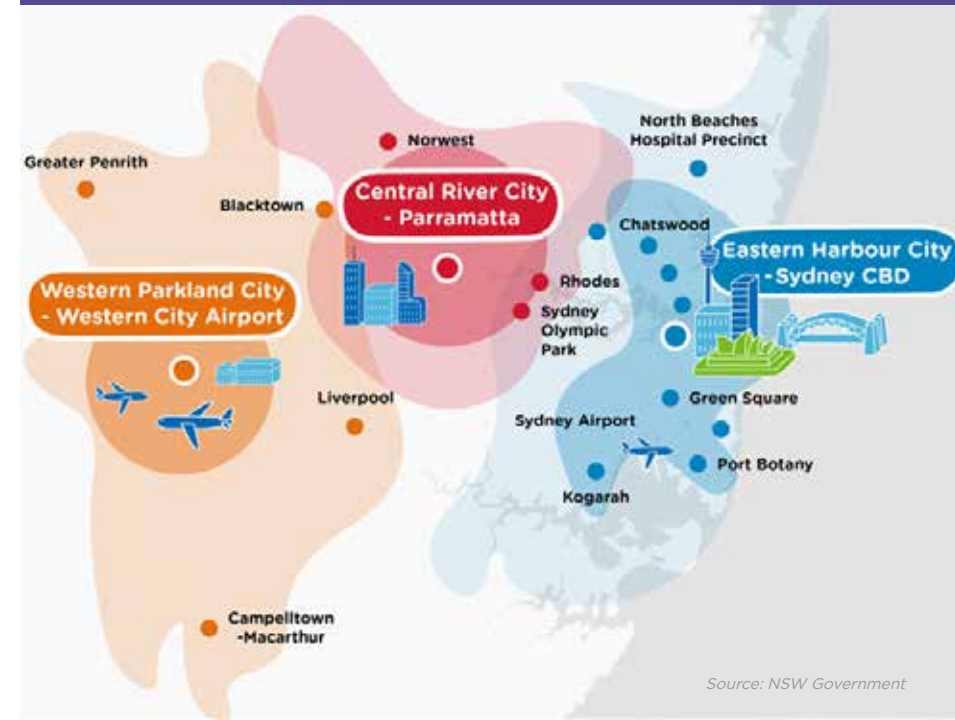 North Beaches
Hospital Precinct
Norwest
Greater Penrith
Central River City
- Parramatta
Blacktown
Chatswood
Eastern Harbour City
-Sydney CBD
Rhodes
Western Parkland City
- Western City Airport
Sydney
Olympic
Park
Liverpool
Green Square
Sydney Airport
Port Botany
Kogarah
Campelltown
-Macarthur
Source: NSW Government